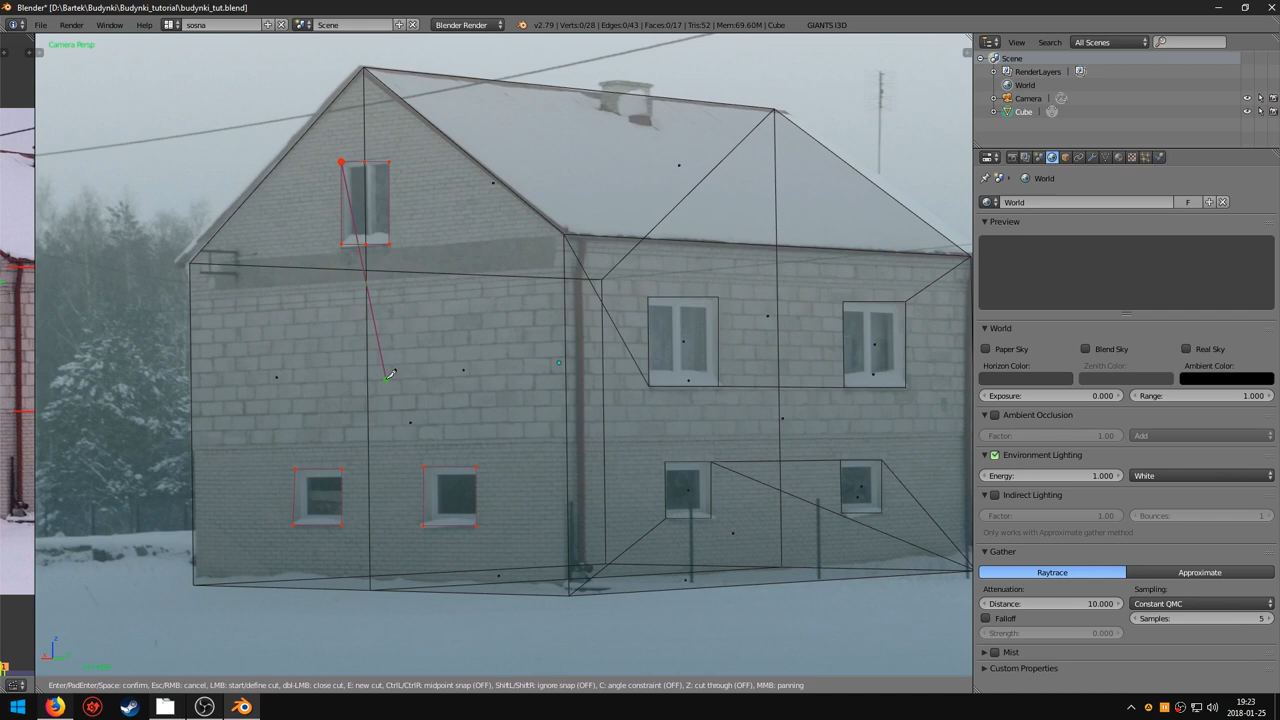 Blender* [D:\Bartek\Budynki\Budynki_tutorial\budynki_tut.blend]
File Render Window Help sosna Scene Blender Render v2.79 | Verts:0/28 | Edges:0/43 | Faces:0/17 | Tris:52 | Mem:69.60M | Cube GIANTS I3D
Camera Persp
View Search All Scenes
Scene
RenderLayers
World
Camera
Cube
World
World F
Preview
World
Paper Sky Blend Sky Real Sky
Horizon Color: Zenith Color: Ambient Color:
Exposure: 0.000 Range: 1.000
Ambient Occlusion
Factor: 1.00 Add
Environment Lighting
Energy: 1.000 White
Indirect Lighting
Factor: 1.00 Bounces: 1
Only works with Approximate gather method
Gather
Raytrace Approximate
Attenuation: Sampling:
Distance: 10.000 Constant QMC
Falloff Samples: 5
Strength: 0.000
Mist
Custom Properties
z
Enter/PadEnter/Space: confirm, Esc/RMB: cancel, LMB: start/define cut, dbl-LMB: close cut, E: new cut, CtrlL/CtrlR: midpoint snap (OFF), ShiftL/ShiftR: ignore snap (OFF), C: angle constraint (OFF), Z: cut through (OFF), MMB: panning
19:23
2018-01-25